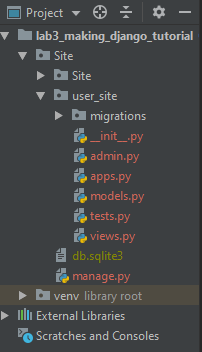 Project
lab3_making_django_tutorial
Site
Site
user_site
migrations
__init__.py
admin.py
apps.py
models.py
tests.py
views.py
db.sqlite3
manage.py
venv library root
External Libraries
Scratches and Consoles